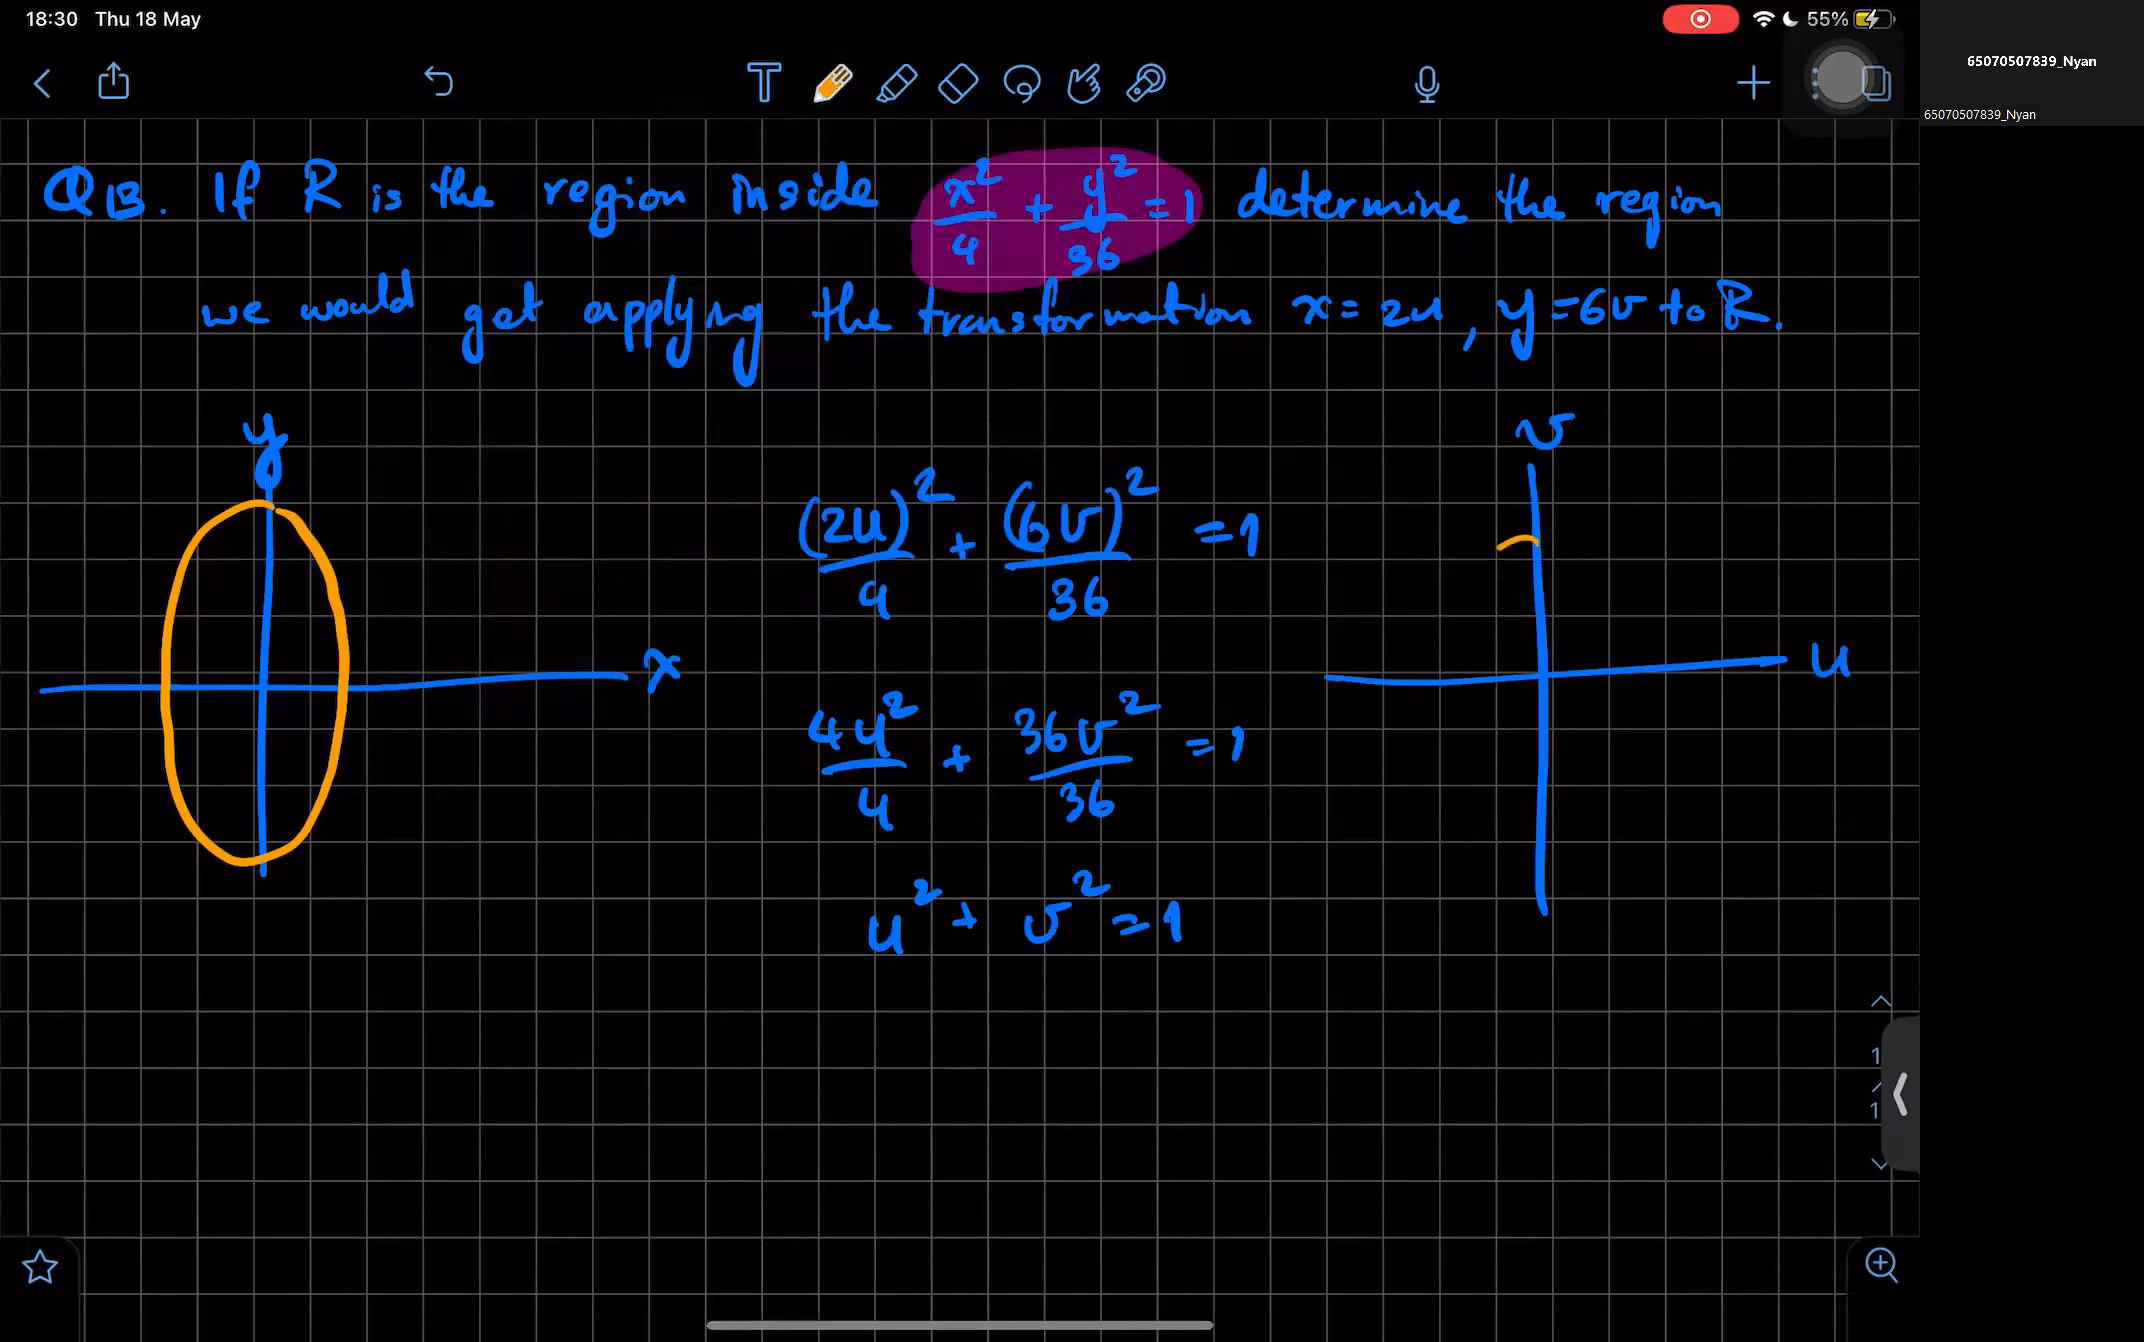 18:30 Thu 18 May
55%
65070507839_Nyan
65070507839_Nyan
Q13. If R is the region inside x²/4 + y²/36 = 1 determine the region
we would get applying the transformation x = 2u, y = 6v to R.
y
x
(2u)²/4 + (6v)²/36 = 1
4u²/4 + 36v²/36 = 1
u² + v² = 1
v
u
1
1